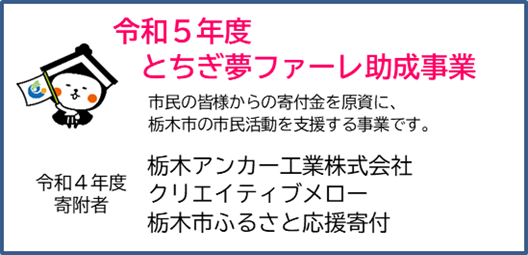 令和５年度
とちぎ夢ファーレ助成事業
市民の皆様からの寄付金を原資に、
栃木市の市民活動を支援する事業です。
令和４年度
寄附者
栃木アンカー工業株式会社
クリエイティブメロー
栃木市ふるさと応援寄付